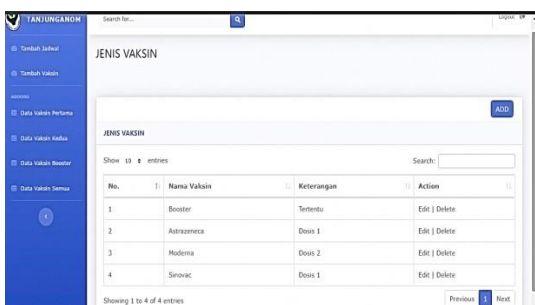 TANJUNGANOM
Search for...
Logout
Tambah Jadwal
JENIS VAKSIN
Tambah Vaksin
Data Vaksin Pertama
ADD
Data Vaksin Kedua
JENIS VAKSIN
Data Vaksin Booster
Show 10 entries
Search:
Data Vaksin Semua
No. Nama Vaksin Keterangan Action
1 Booster Tertentu Edit | Delete
2 Astrazeneca Dosis 1 Edit | Delete
3 Moderna Dosis 2 Edit | Delete
4 Sinovac Dosis 1 Edit | Delete
Showing 1 to 4 of 4 entries
Previous 1 Next